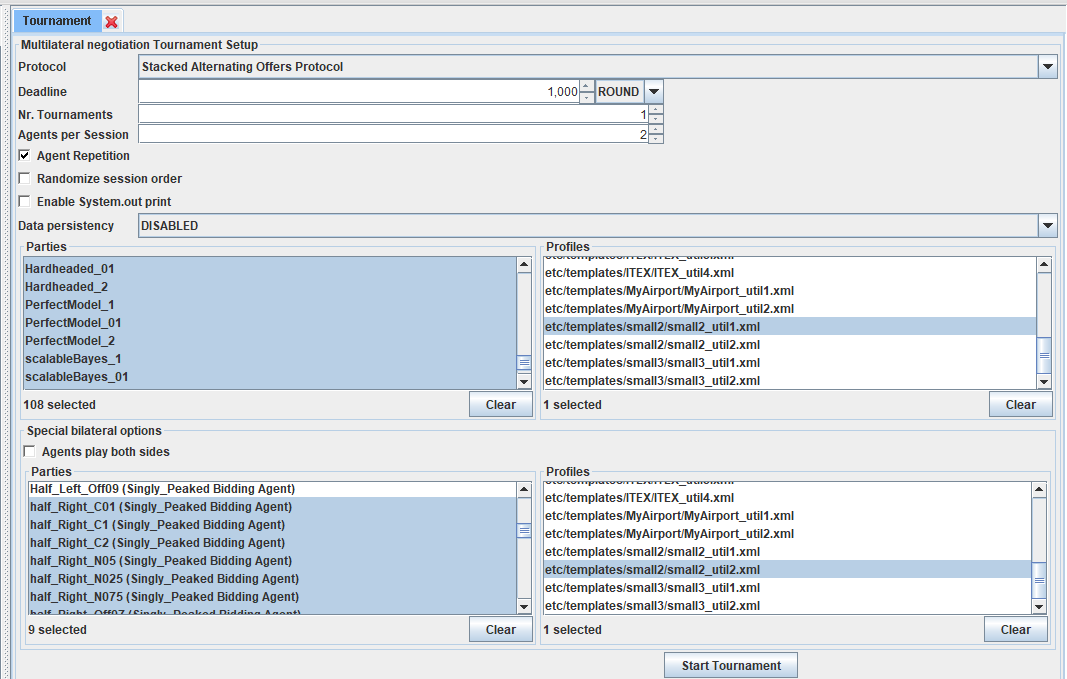 Tournament
Multilateral negotiation Tournament Setup
Protocol
Stacked Alternating Offers Protocol
Deadline
1,000
ROUND
Nr. Tournaments
1
Agents per Session
2
Agent Repetition
Randomize session order
Enable System.out print
Data persistency
DISABLED
Parties
Hardheaded_01
Hardheaded_2
PerfectModel_1
PerfectModel_01
PerfectModel_2
scalableBayes_1
scalableBayes_01
108 selected
Clear
Profiles
etc/templates/ITEX/ITEX_util4.xml
etc/templates/MyAirport/MyAirport_util1.xml
etc/templates/MyAirport/MyAirport_util2.xml
etc/templates/small2/small2_util1.xml
etc/templates/small2/small2_util2.xml
etc/templates/small3/small3_util1.xml
etc/templates/small3/small3_util2.xml
1 selected
Clear
Special bilateral options
Agents play both sides
Parties
Half_Left_Off09 (Singly_Peaked Bidding Agent)
half_Right_C01 (Singly_Peaked Bidding Agent)
half_Right_C1 (Singly_Peaked Bidding Agent)
half_Right_C2 (Singly_Peaked Bidding Agent)
half_Right_N05 (Singly_Peaked Bidding Agent)
half_Right_N025 (Singly_Peaked Bidding Agent)
half_Right_N075 (Singly_Peaked Bidding Agent)
half_Right_Off07 (Singly_Peaked Bidding Agent)
9 selected
Clear
Profiles
etc/templates/ITEX/ITEX_util4.xml
etc/templates/MyAirport/MyAirport_util1.xml
etc/templates/MyAirport/MyAirport_util2.xml
etc/templates/small2/small2_util1.xml
etc/templates/small2/small2_util2.xml
etc/templates/small3/small3_util1.xml
etc/templates/small3/small3_util2.xml
1 selected
Clear
Start Tournament